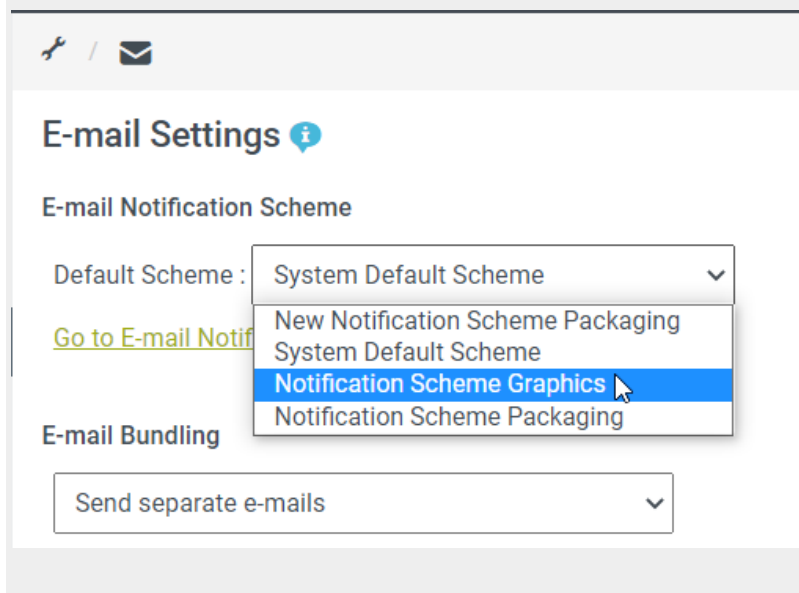 /
E-mail Settings
E-mail Notification Scheme
Default Scheme : System Default Scheme
New Notification Scheme Packaging
Go to E-mail Notif
System Default Scheme
Notification Scheme Graphics
Notification Scheme Packaging
E-mail Bundling
Send separate e-mails